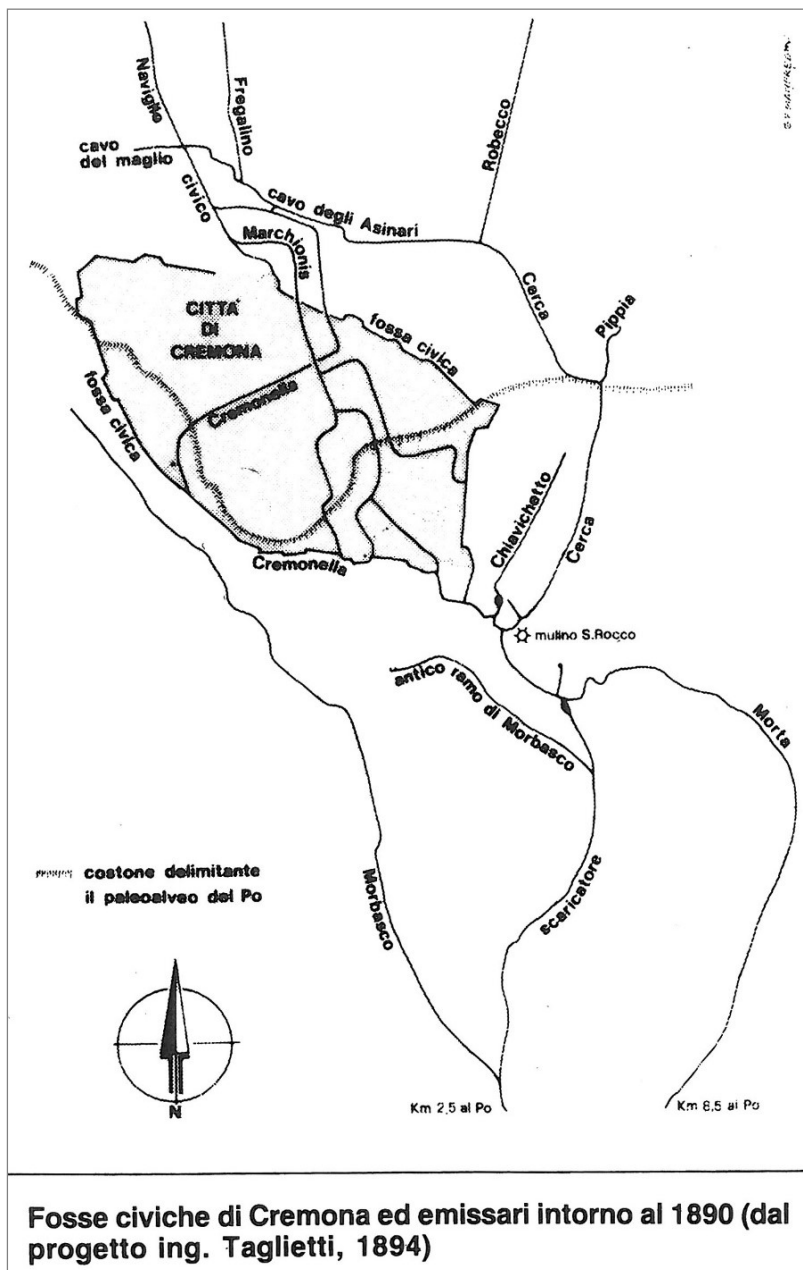 Naviglio
Fregalino
Robecco
cavo
del maglio
civico
cavo degli Asinari
Marchionis
Cerca
Pippia
CITTA'
DI
CREMONA
fossa civica
fossa civica
Cremonella
Chiavichetto
Cerca
Cremonella
mulino S.Rocco
antico ramo di Morbasco
Morta
costone delimitante
il paleoalveo del Po
Morbasco
scaricatore
N
Km 2,5 al Po
Km 8,5 al Po
Fosse civiche di Cremona ed emissari intorno al 1890 (dal
progetto ing. Taglietti, 1894)